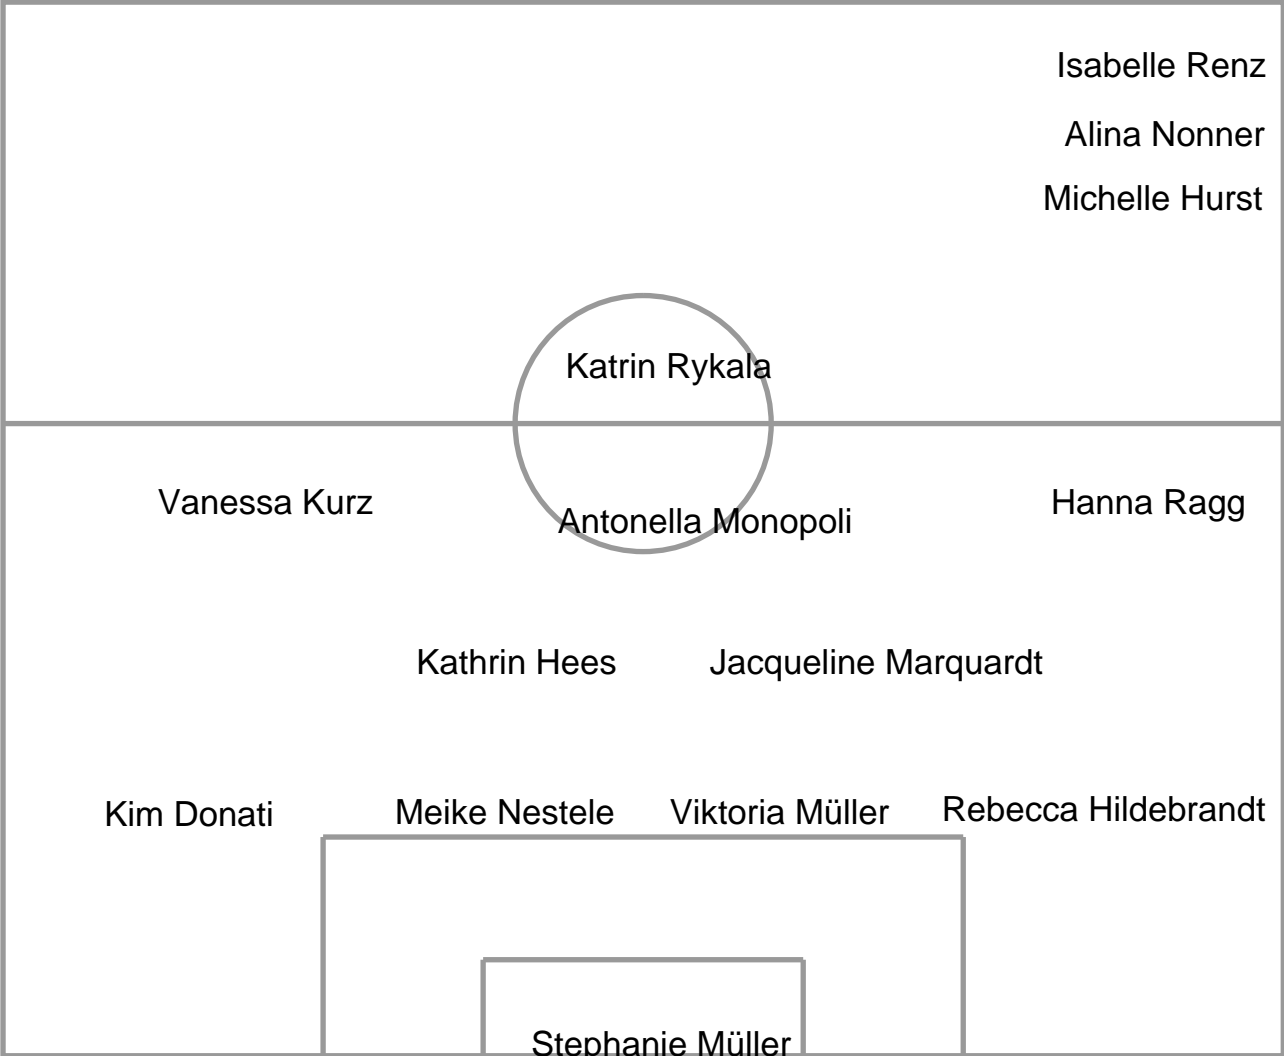 Isabelle Renz
Alina Nonner
Michelle Hurst
Katrin Rykala
Vanessa Kurz
Antonella Monopoli
Hanna Ragg
Kathrin Hees
Jacqueline Marquardt
Kim Donati
Meike Nestele
Viktoria Müller
Rebecca Hildebrandt
Stephanie Müller